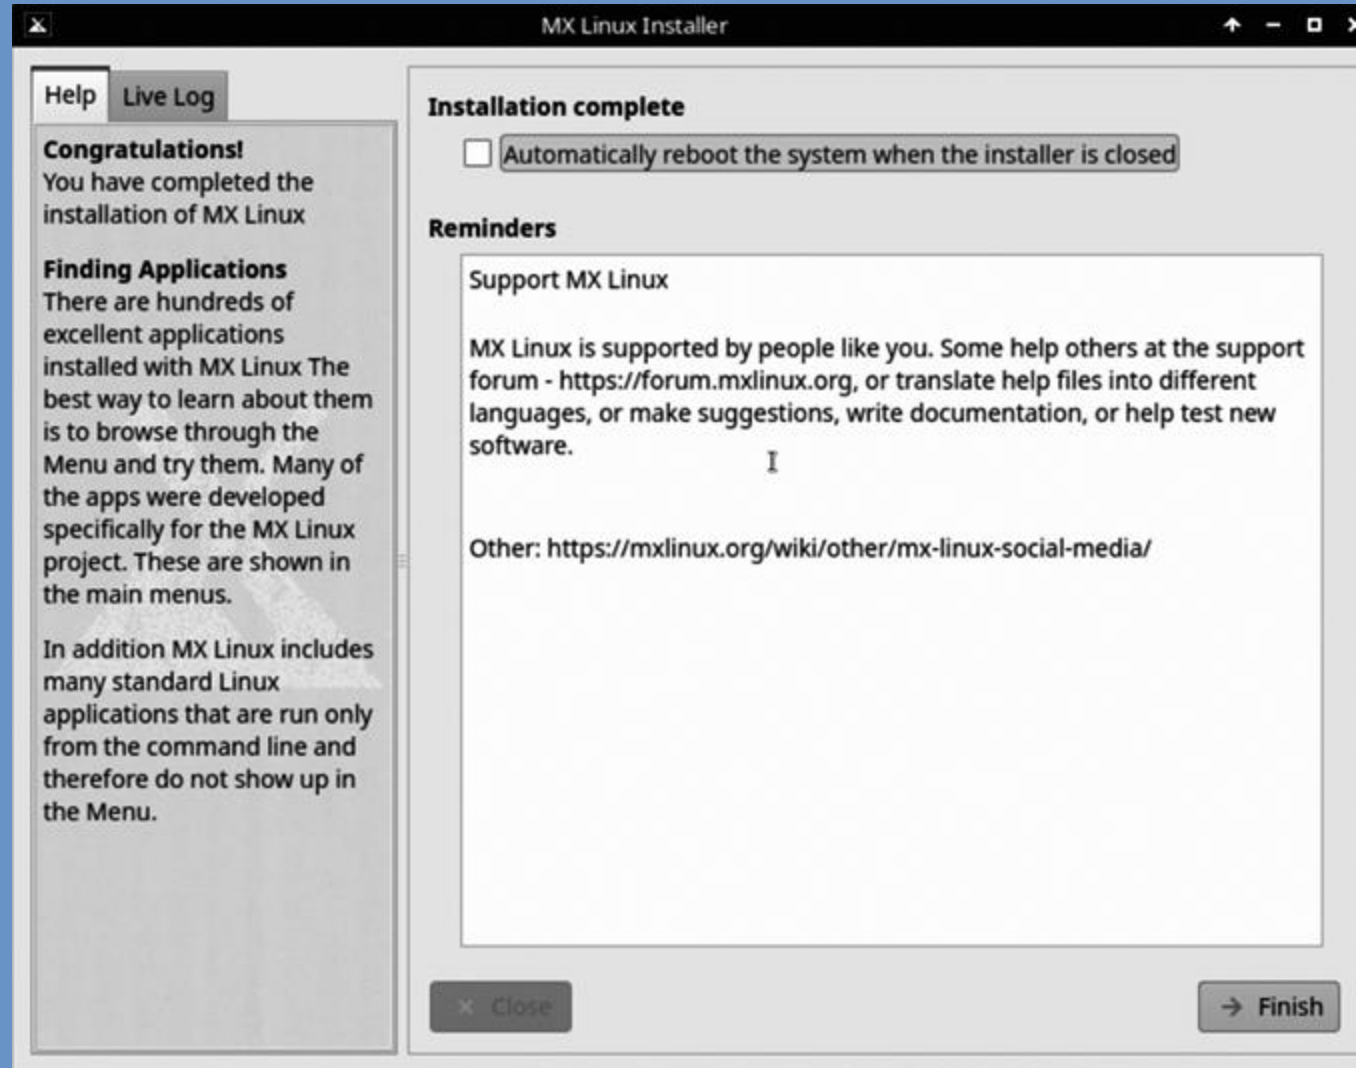 MX Linux Installer
Help
Live Log
Congratulations!
You have completed the
installation of MX Linux
Finding Applications
There are hundreds of
excellent applications
installed with MX Linux The
best way to learn about them
is to browse through the
Menu and try them. Many of
the apps were developed
specifically for the MX Linux
project. These are shown in
the main menus.
In addition MX Linux includes
many standard Linux
applications that are run only
from the command line and
therefore do not show up in
the Menu.
Installation complete
Automatically reboot the system when the installer is closed
Reminders
Support MX Linux
MX Linux is supported by people like you. Some help others at the support
forum - https://forum.mxlinux.org, or translate help files into different
languages, or make suggestions, write documentation, or help test new
software.
Other: https://mxlinux.org/wiki/other/mx-linux-social-media/
Close
Finish